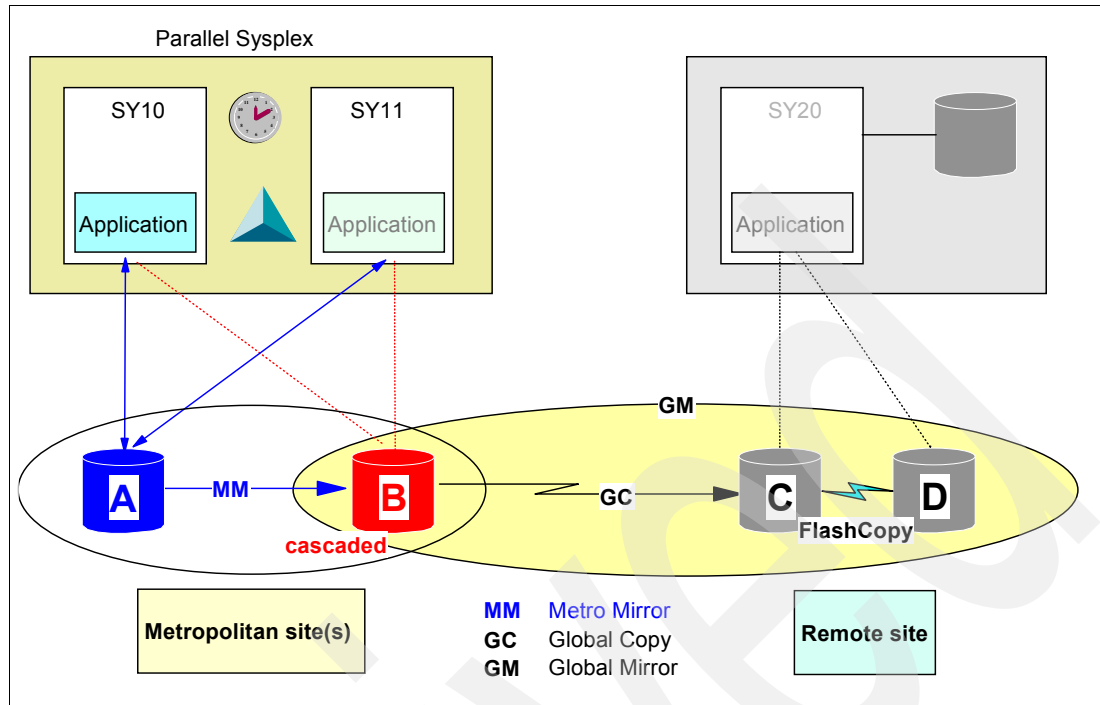 Parallel Sysplex
SY10
SY11
SY20
Application
Application
Application
GM
A
MM
B
GC
C
D
cascaded
FlashCopy
Metropolitan site(s)
MM Metro Mirror
GC Global Copy
GM Global Mirror
Remote site